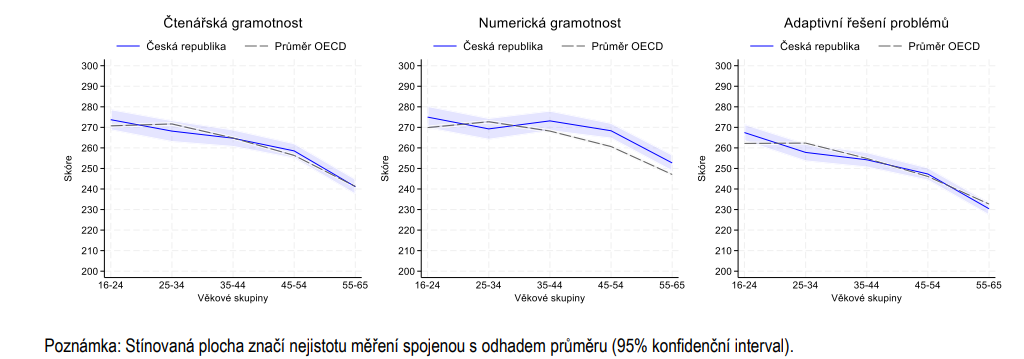 Čtenářská gramotnost
Česká republika Průměr OECD
300
290
280
270
260
250
240
230
220
210
200
Skóre
16-24 25-34 35-44 45-54 55-65
Věkové skupiny
Numerická gramotnost
Česká republika Průměr OECD
300
290
280
270
260
250
240
230
220
210
200
Skóre
16-24 25-34 35-44 45-54 55-65
Věkové skupiny
Adaptivní řešení problémů
Česká republika Průměr OECD
300
290
280
270
260
250
240
230
220
210
200
Skóre
16-24 25-34 35-44 45-54 55-65
Věkové skupiny
Poznámka: Stínovaná plocha značí nejistotu měření spojenou s odhadem průměru (95% konfidenční interval).